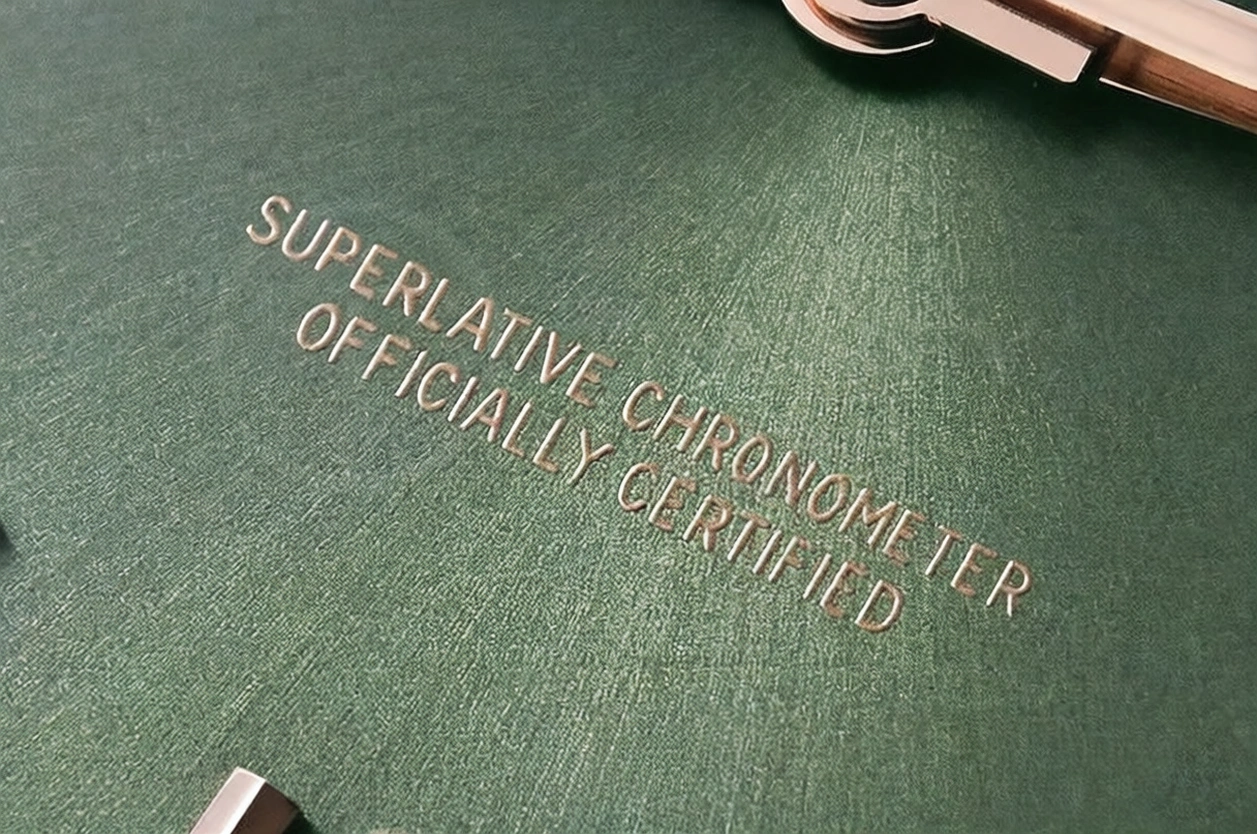 SUPERLATIVE CHRONOMETER
OFFICIALLY CERTIFIED